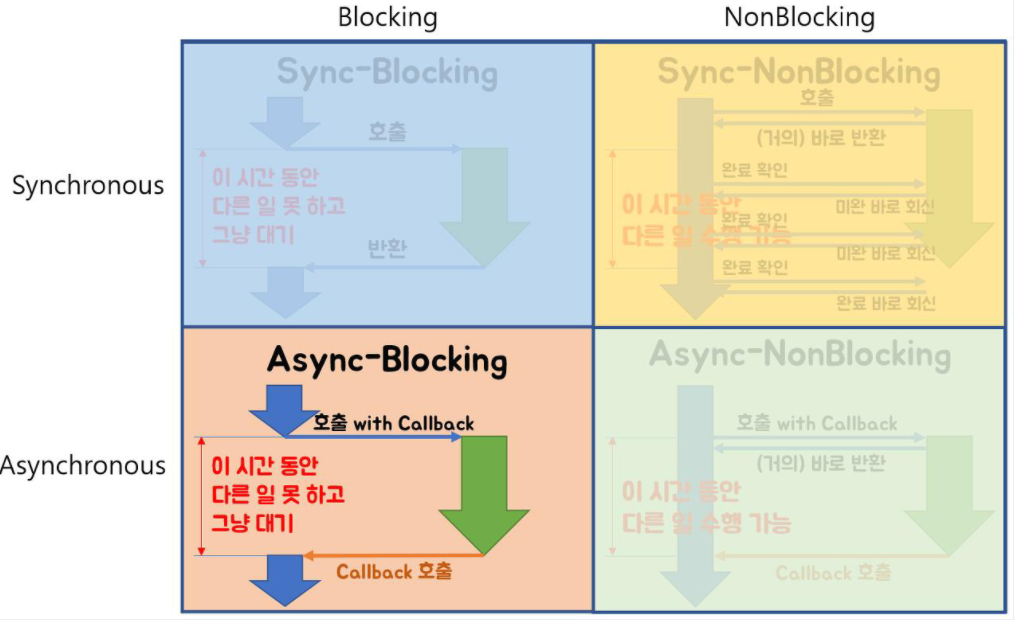 Blocking
NonBlocking
Synchronous
Sync-Blocking
호출
이 시간 동안
다른 일 못 하고
그냥 대기
반환
Sync-NonBlocking
호출
(거의) 바로 반환
완료 확인
미완 바로 회신
이 시간 동안
다른 일 수행 가능
완료 확인
미완 바로 회신
완료 확인
완료 바로 회신
Asynchronous
Async-Blocking
호출 with Callback
이 시간 동안
다른 일 못 하고
그냥 대기
Callback 호출
Async-NonBlocking
호출 with Callback
(거의) 바로 반환
이 시간 동안
다른 일 수행 가능
Callback 호출